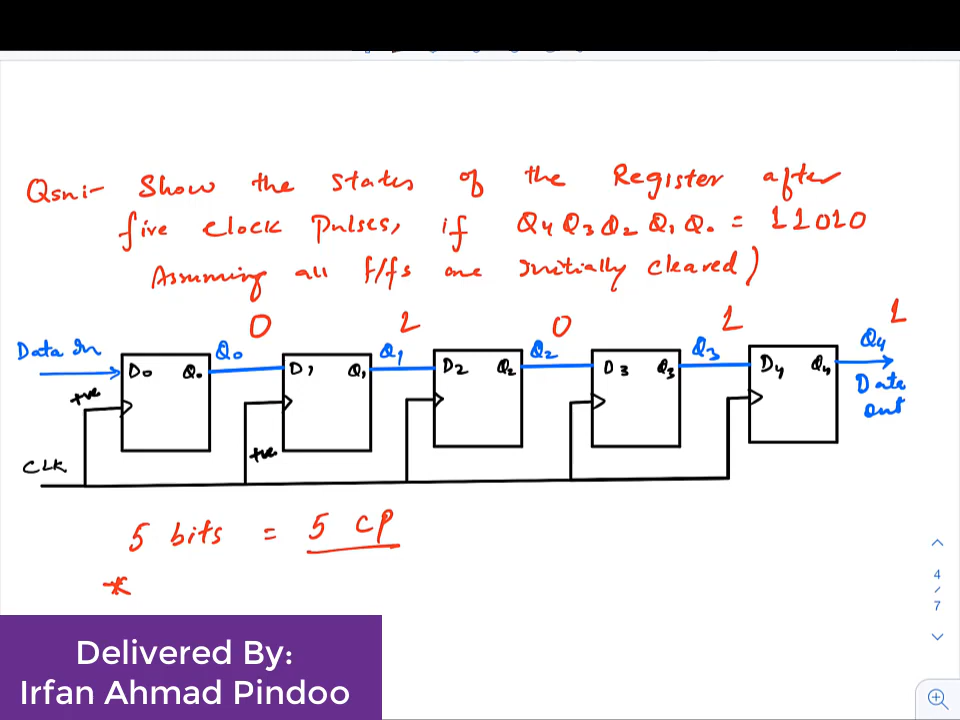 Qsn:- Show the states of the Register after
five clock Pulses, if Q4 Q3 Q2 Q1 Q0 = 11010
Assuming all f/fs are initially cleared)
0 1 0 1 1
Data In Q0 Q1 Q2 Q3 Q4
D0 Q0 D1 Q1 D2 Q2 D3 Q3 D4 Q4
Data
out
+ve
+ve
CLK
5 bits = 5 CP
*
4
/
7
Delivered By:
Irfan Ahmad Pindoo